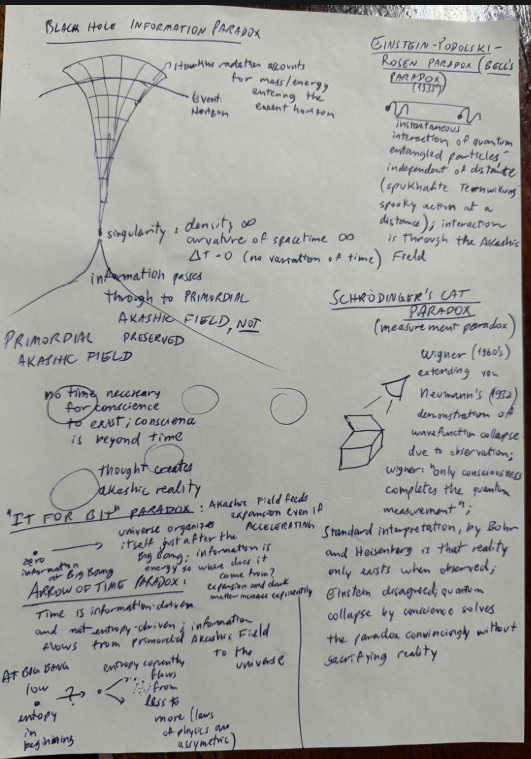 BLACK HOLE INFORMATION PARADOX
Hawking radiation accounts
for mass/energy
entering the
event horizon
Event
Horizon
singularity : density ∞
curvature of spacetime ∞
ΔT=0 (no variation of time)
information passes
through to PRIMORDIAL
AKASHIC FIELD, NOT
PRESERVED
PRIMORDIAL
AKASHIC FIELD
no time necessary
for conscience
to exist; conscience
is beyond time
thought creates
akashic reality
"IT FOR BIT" PARADOX : Akashic Field feeds
expansion even if
ACCELERATING
universe organizes
itself just after the
Big Bang; information is
energy so where does it
come from?
expansion and dark
matter increase exponentially
zero
information
at Big Bang
ARROW OF TIME PARADOX:
Time is information-driven
and not entropy-driven; information
flows from primordial Akashic Field
to the
universe
AT BIG BANG
low
entopy
in
beginning
?
entropy currently
flows
from
less to
more (laws
of physics are
assymetric)
EINSTEIN-PODOLSKI-
ROSEN PARADOX (BELL'S
PARADOX)
(1935)
instantaneous
interaction of quantum
entangled particles
independent of distance
(spukhafte
spooky action at a
distance); interaction
is through the Akashic
Field
SCHRÖDINGER'S CAT
PARADOX
(measurement paradox)
Wigner (1960's)
extending von
Neumann's (1932)
demonstration of
wavefunction collapse
due to observation;
Wigner "only consciousness
completes the quantum
measurement";
Standard interpretation, by Bohr
and Heisenberg is that reality
only exists when observed;
Einstein disagreed; quantum
collapse by conscience solves
the paradox convincingly without
sacrifying reality